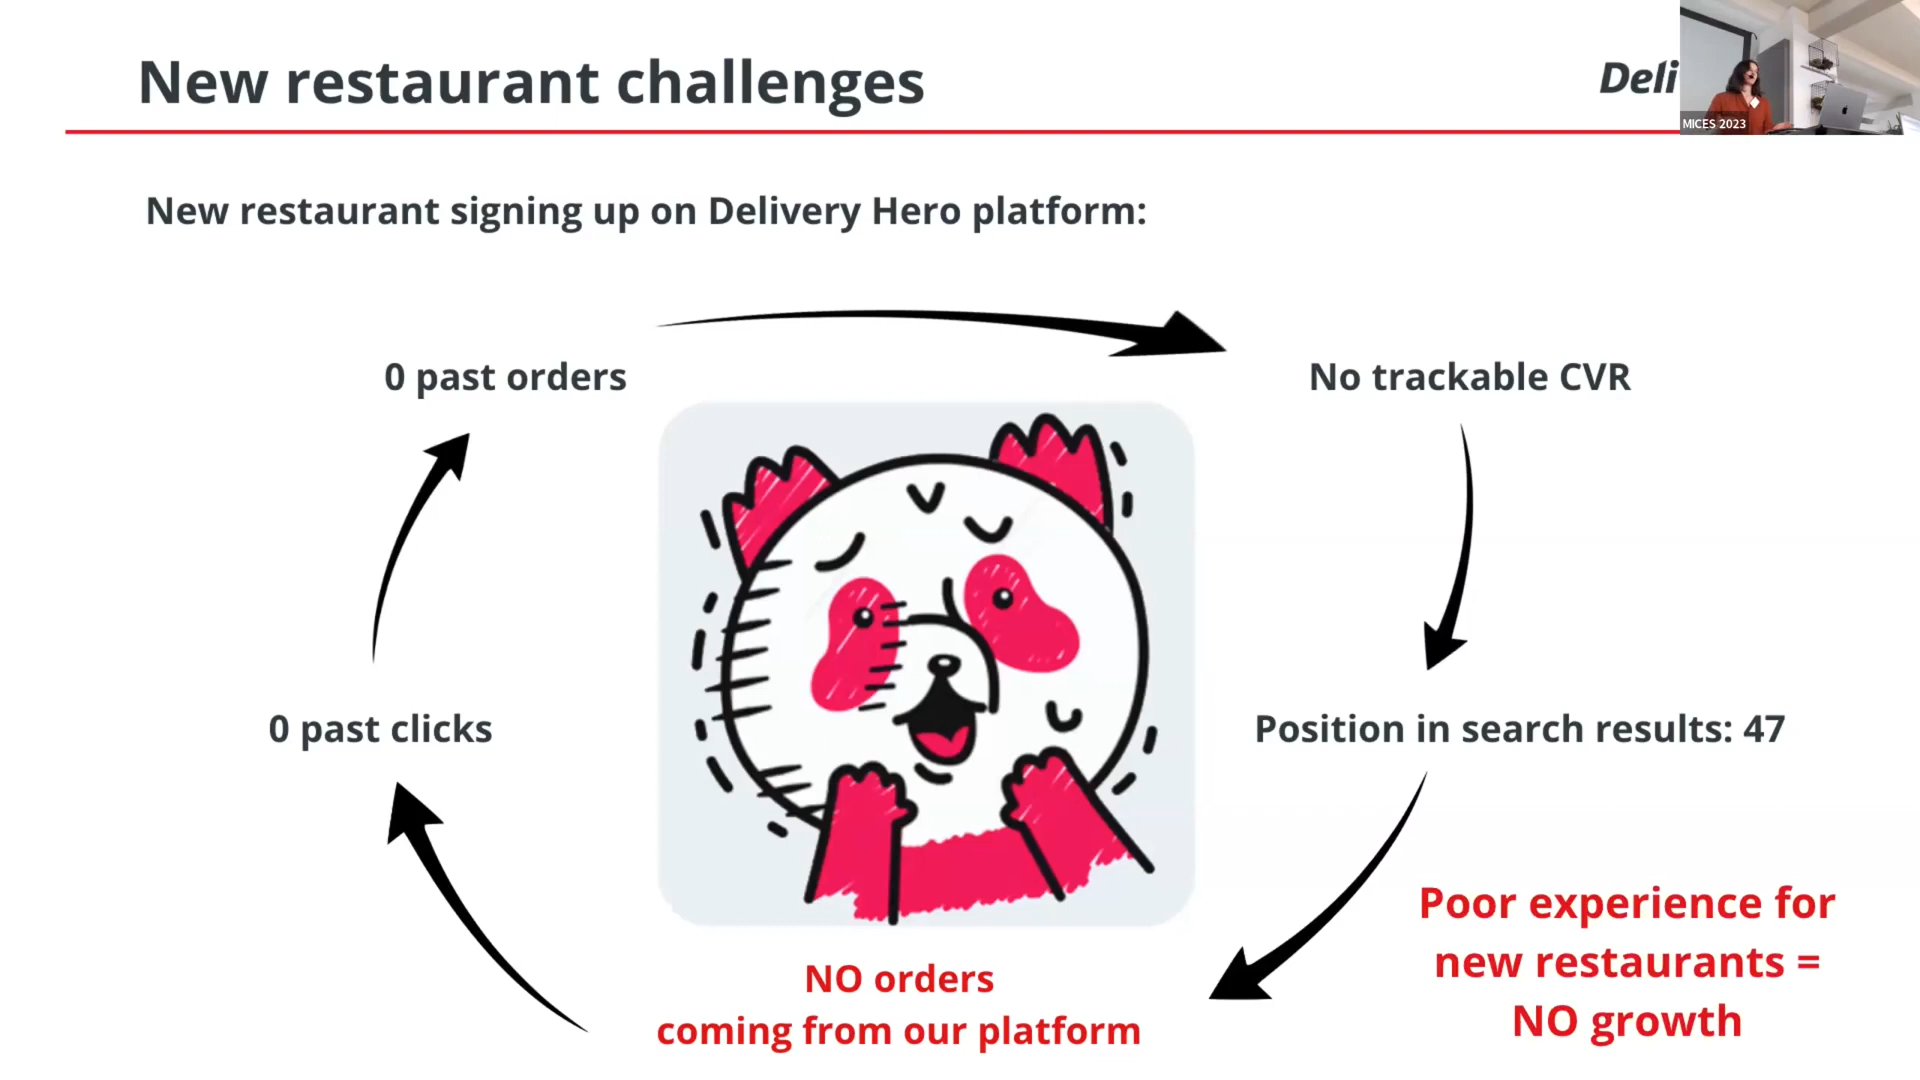 New restaurant challenges
Deli
MICES 2023
New restaurant signing up on Delivery Hero platform:
0 past orders
No trackable CVR
0 past clicks
Position in search results: 47
Poor experience for
new restaurants =
NO growth
NO orders
coming from our platform